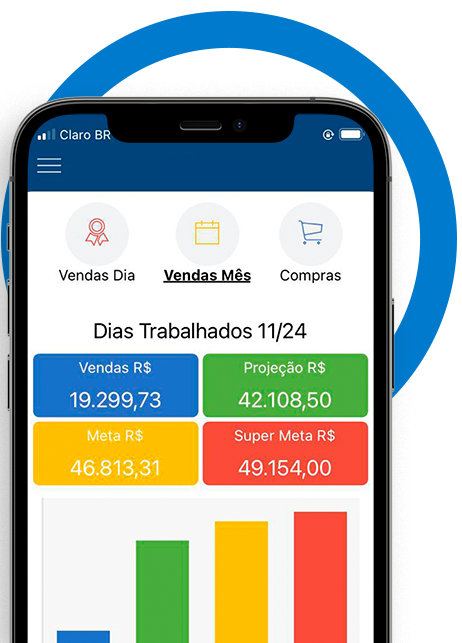 Claro BR
Vendas Dia
Vendas Mês
Compras
Dias Trabalhados 11/24
Vendas R$
Projeção R$
19.299,73
42.108,50
Meta R$
Super Meta R$
46.813,31
49.154,00